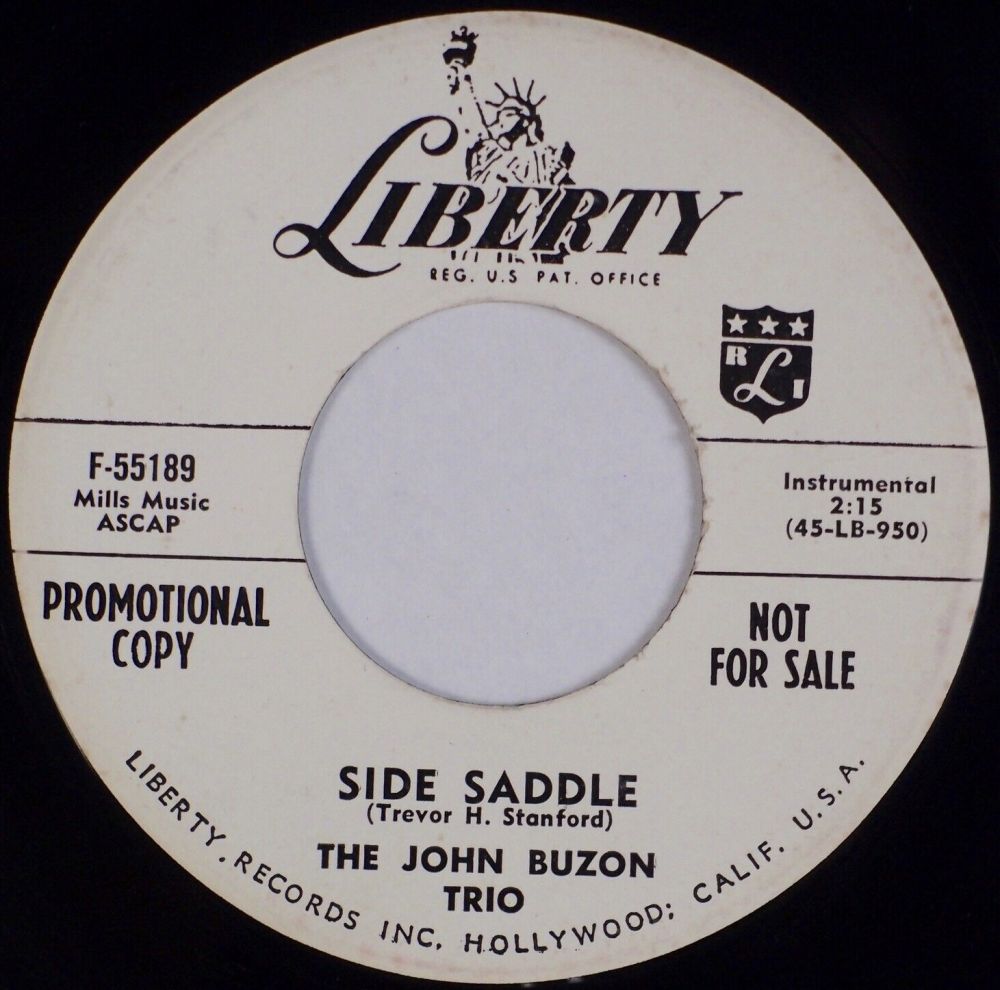 LIBERTY
REG. U.S PAT. OFFICE
R L I
F-55189
Mills Music
ASCAP
Instrumental
2:15
(45-LB-950)
PROMOTIONAL
COPY
NOT
FOR SALE
SIDE SADDLE
(Trevor H. Stanford)
THE JOHN BUZON
TRIO
LIBERTY, RECORDS INC. HOLLYWOOD; CALIF. U.S.A.